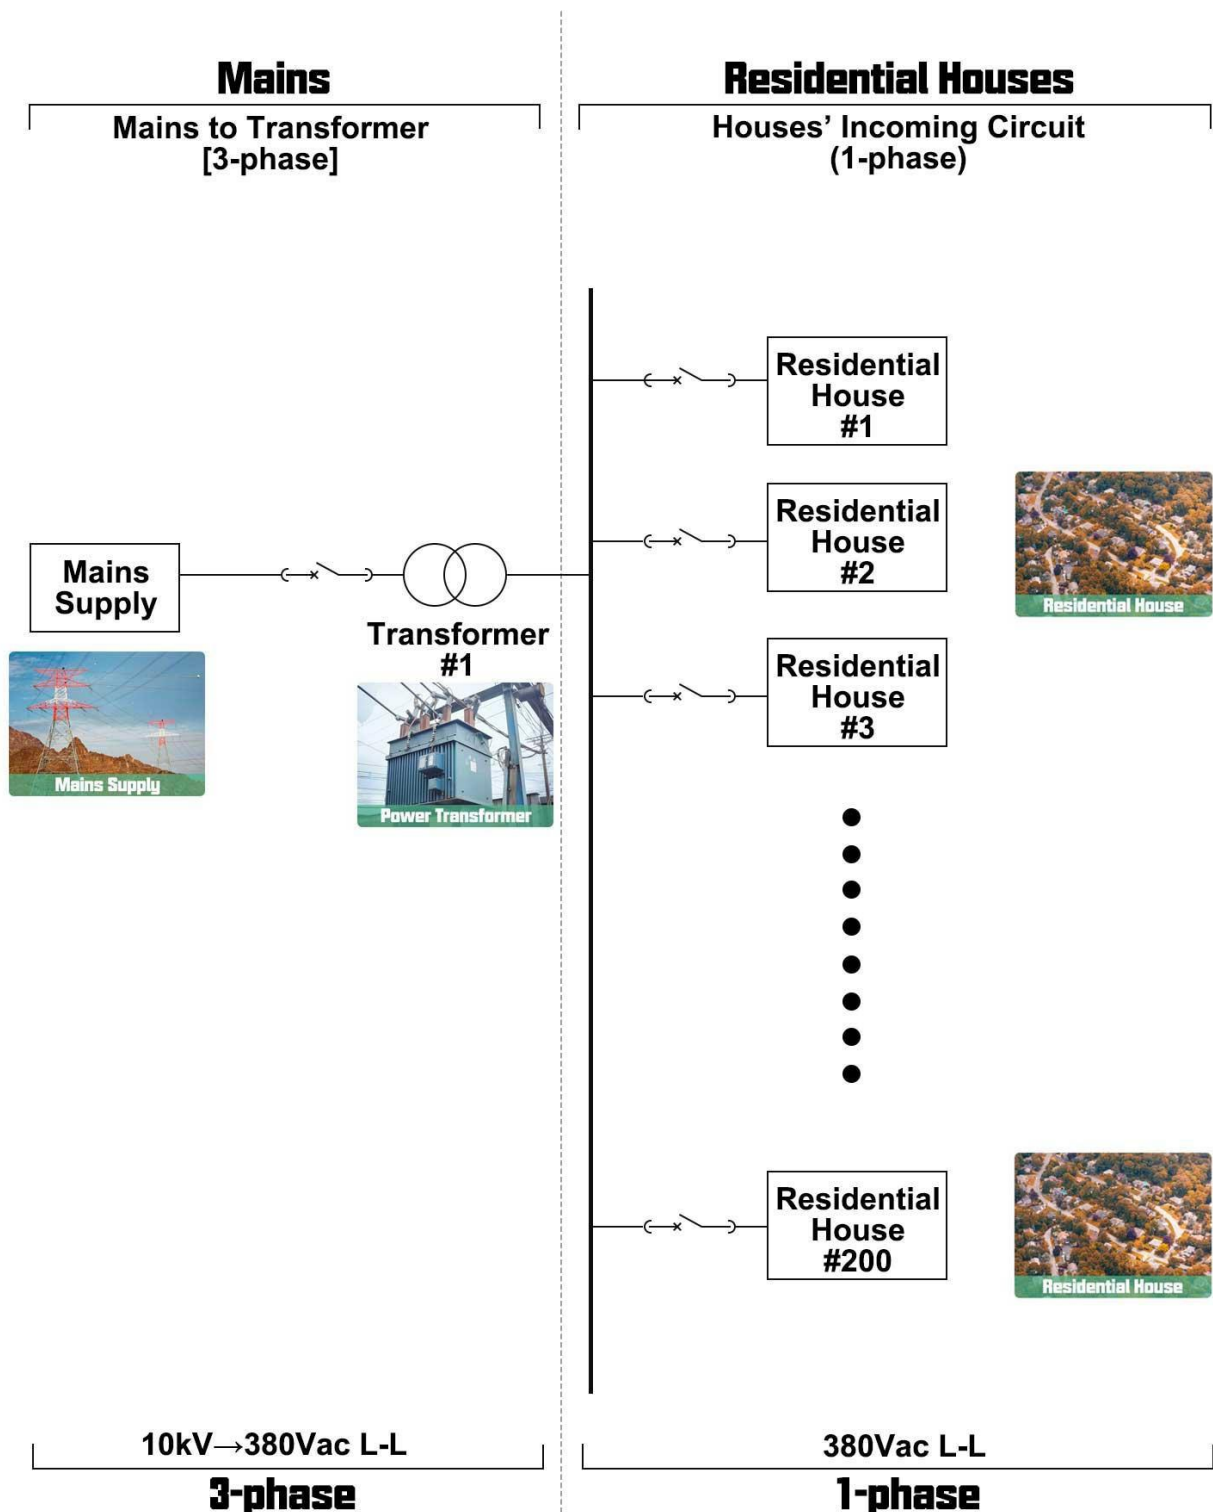 Mains
Mains to Transformer
[3-phase]
Residential Houses
Houses' Incoming Circuit
(1-phase)
Residential
House
#1
Residential
House
#2
Residential House
Mains
Supply
Transformer
#1
Mains Supply
Power Transformer
Residential
House
#3
Residential
House
#200
Residential House
10kV→380Vac L-L
3-phase
380Vac L-L
1-phase